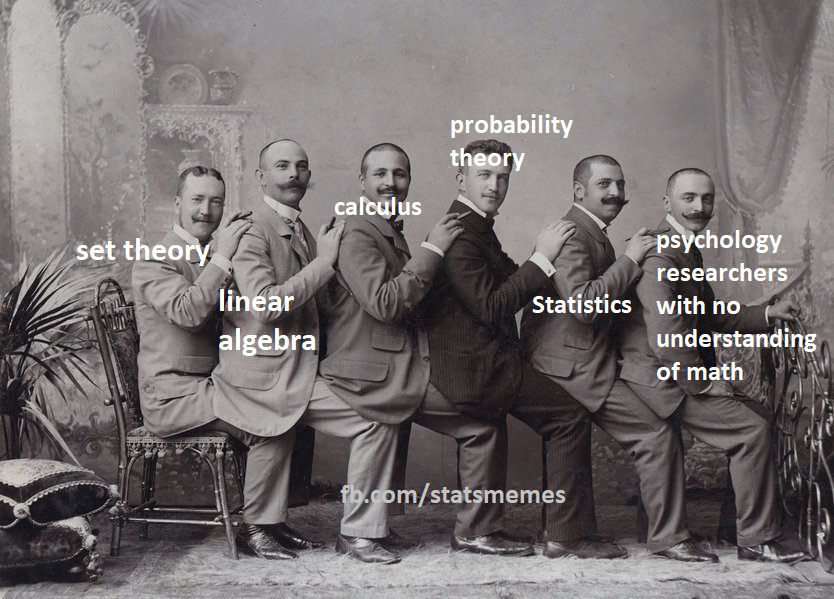 set theory
linear
algebra
calculus
probability
theory
Statistics
psychology
researchers
with no
understanding
of math
fb.com/statsmemes